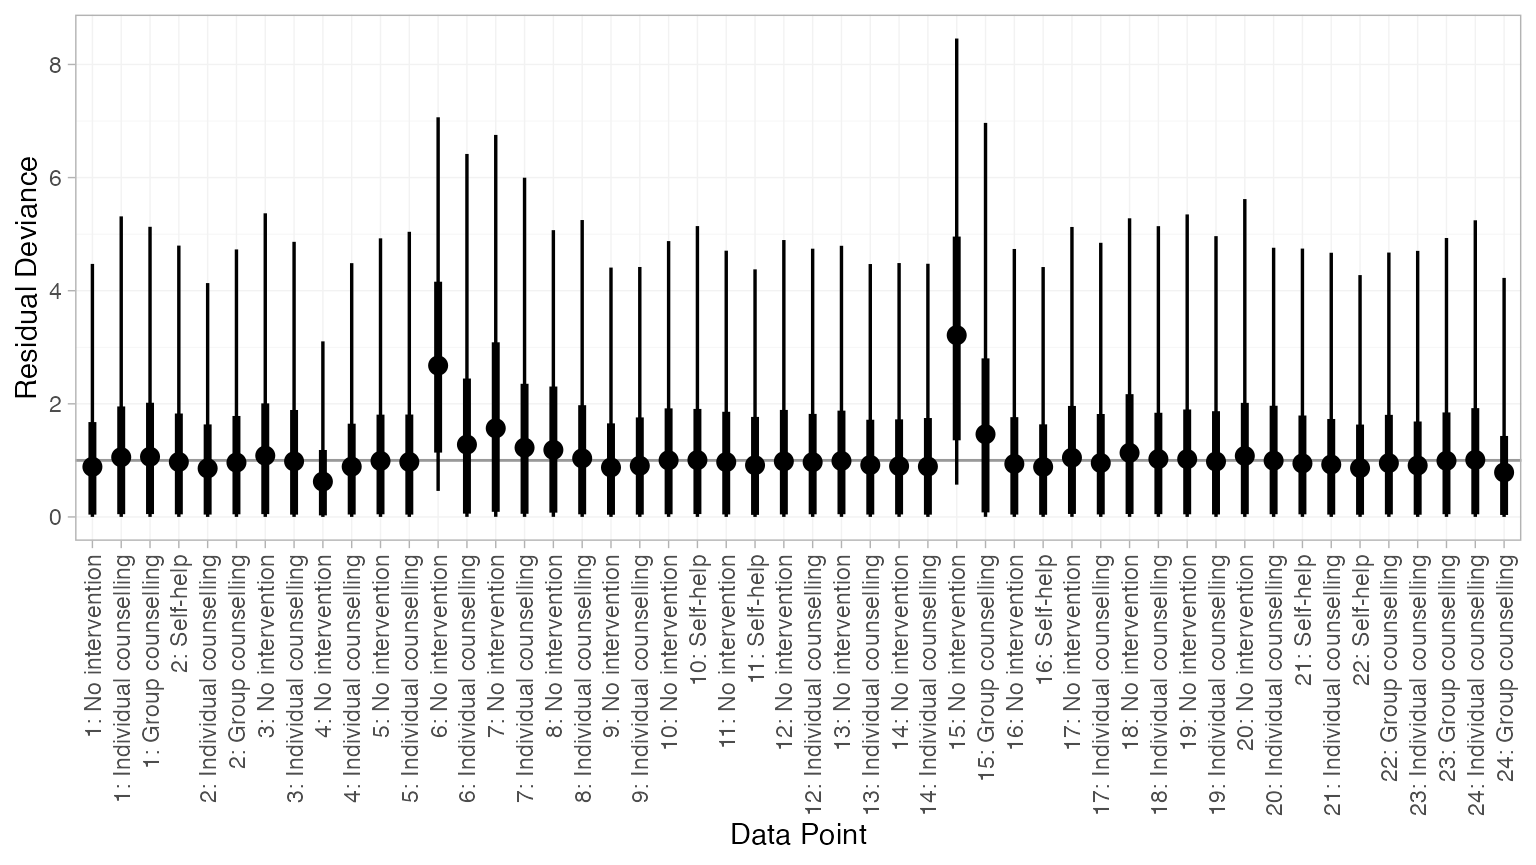 Residual Deviance
8
6
4
2
0
1: No intervention
1: Individual counselling
1: Group counselling
2: Self-help
2: Individual counselling
2: Group counselling
3: No intervention
3: Individual counselling
4: No intervention
4: Individual counselling
5: No intervention
5: Individual counselling
6: No intervention
6: Individual counselling
7: No intervention
7: Individual counselling
8: No intervention
8: Individual counselling
9: No intervention
9: Individual counselling
10: No intervention
10: Self-help
11: No intervention
11: Self-help
12: No intervention
12: Individual counselling
13: No intervention
13: Individual counselling
14: No intervention
14: Individual counselling
15: No intervention
15: Group counselling
16: No intervention
16: Self-help
17: No intervention
17: Individual counselling
18: No intervention
18: Individual counselling
19: No intervention
19: Individual counselling
20: No intervention
20: Individual counselling
21: Self-help
21: Individual counselling
22: Self-help
22: Group counselling
23: Individual counselling
23: Group counselling
24: Individual counselling
24: Group counselling
Data Point